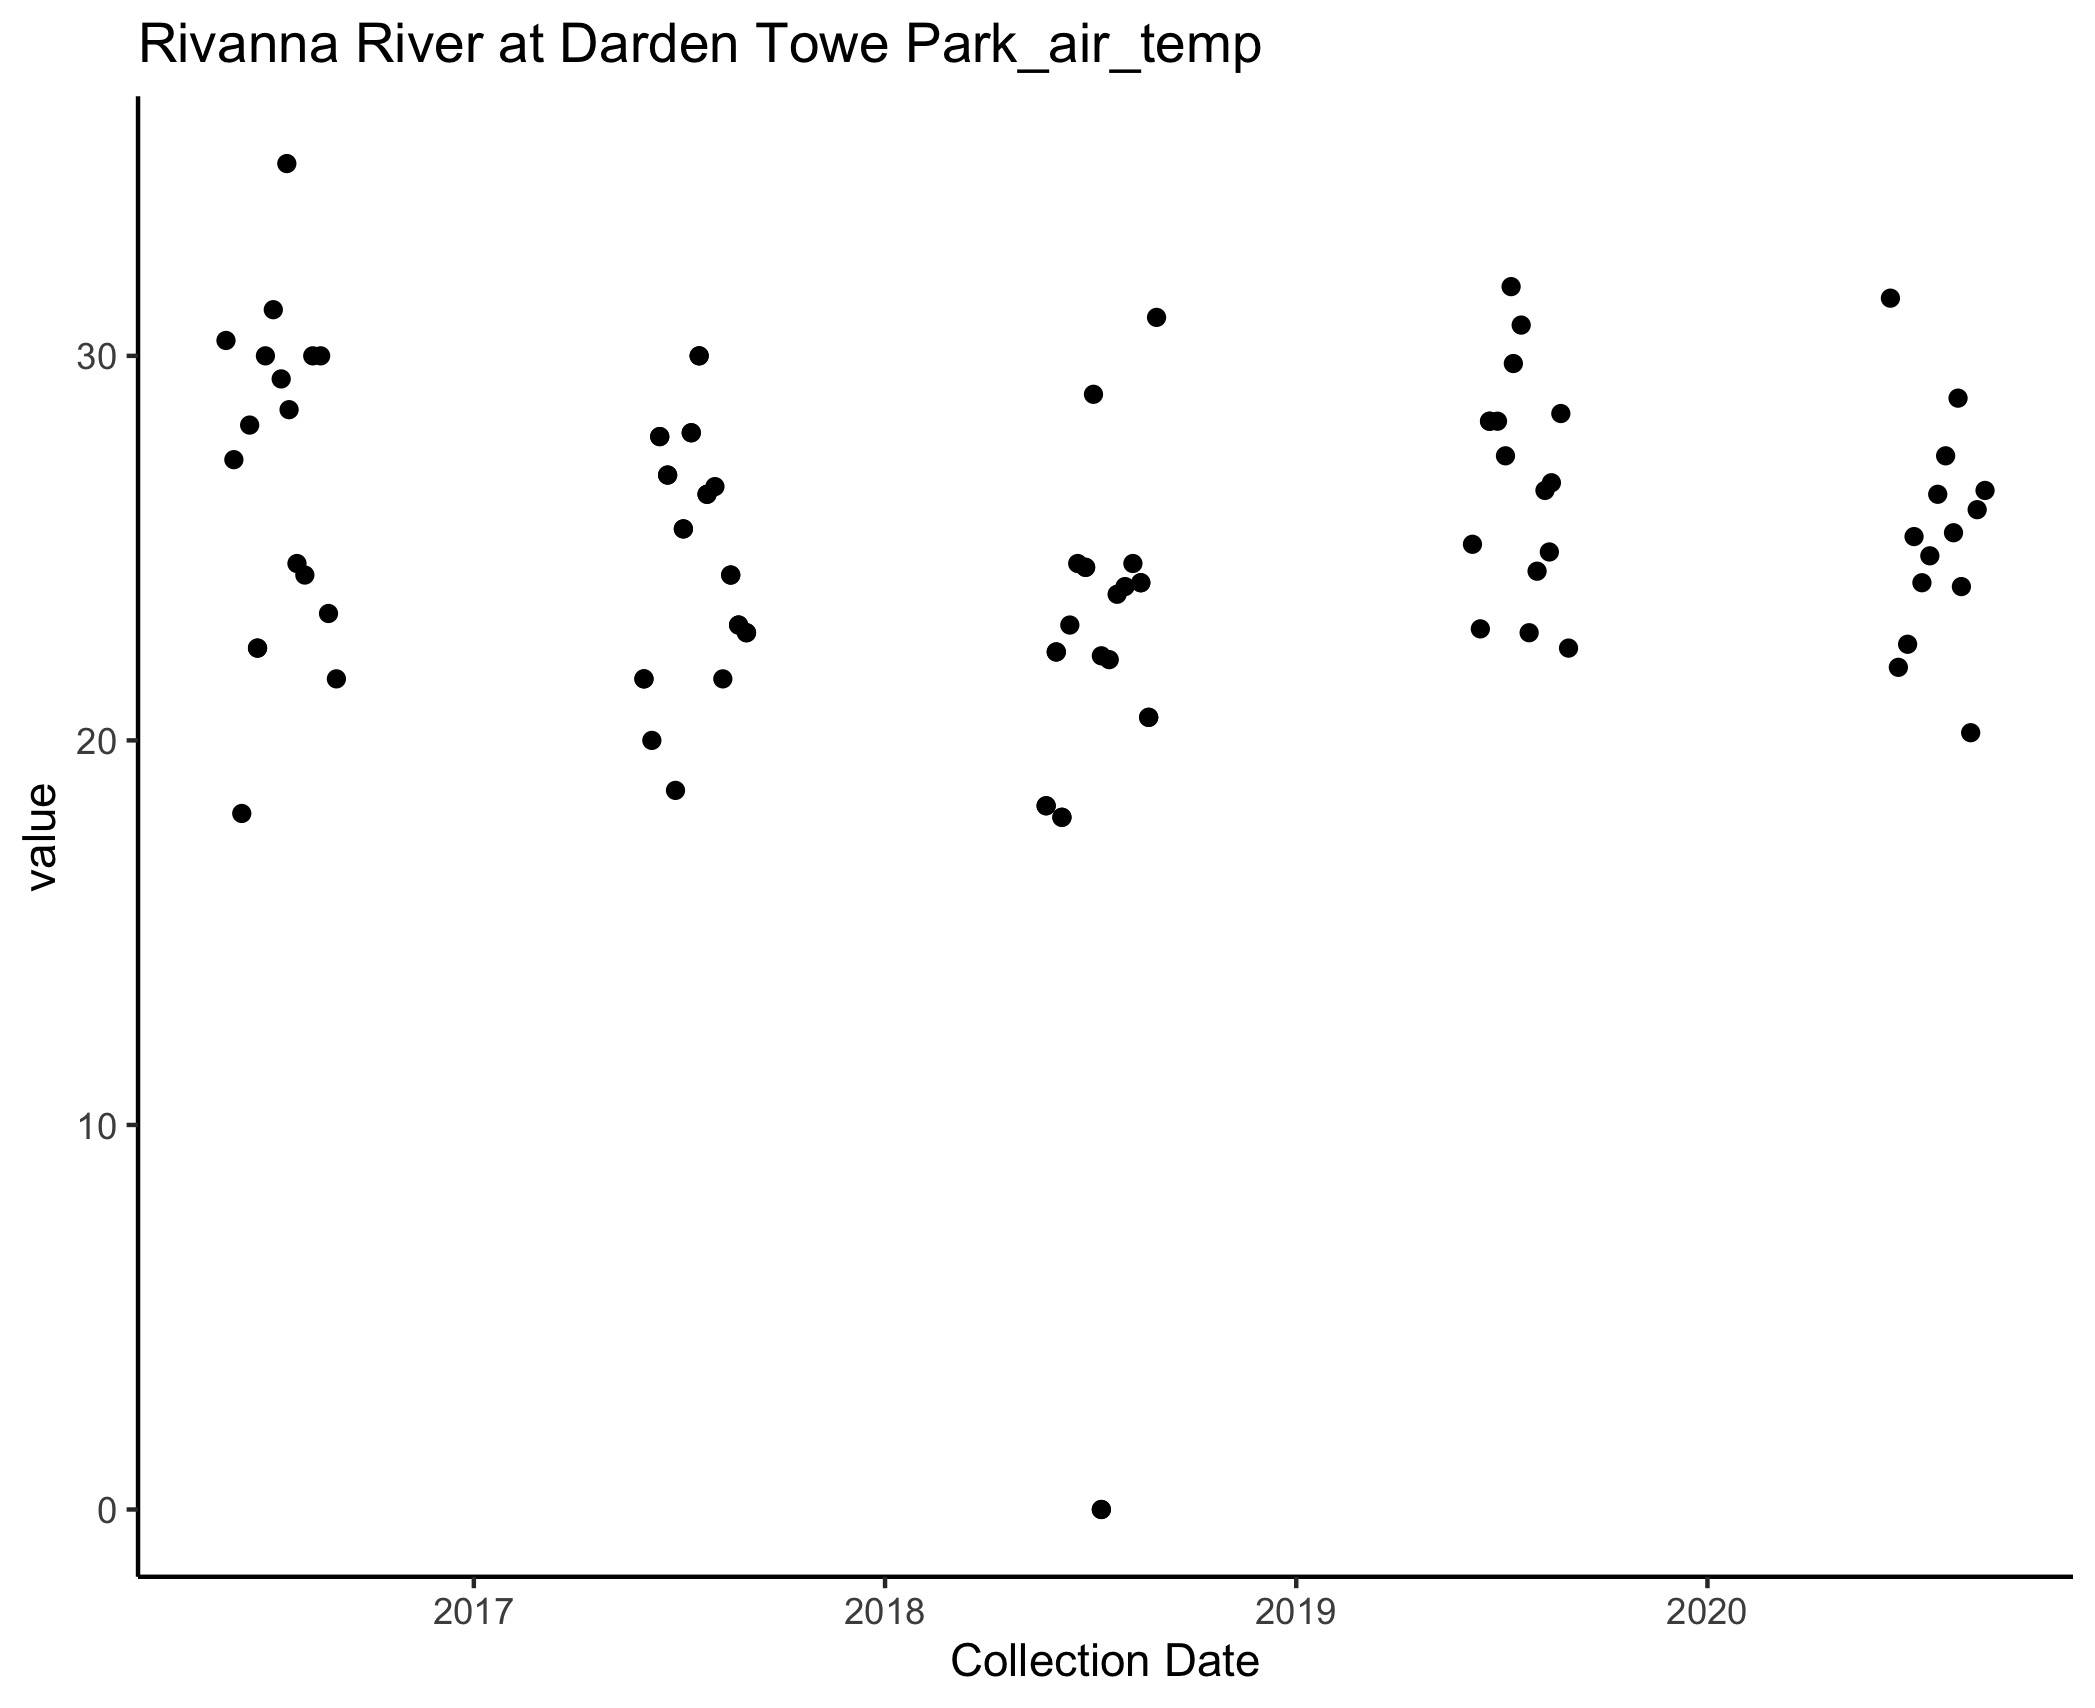 Rivanna River at Darden Towe Park_air_temp
value
30
20
10
0
2017 2018 2019 2020
Collection Date